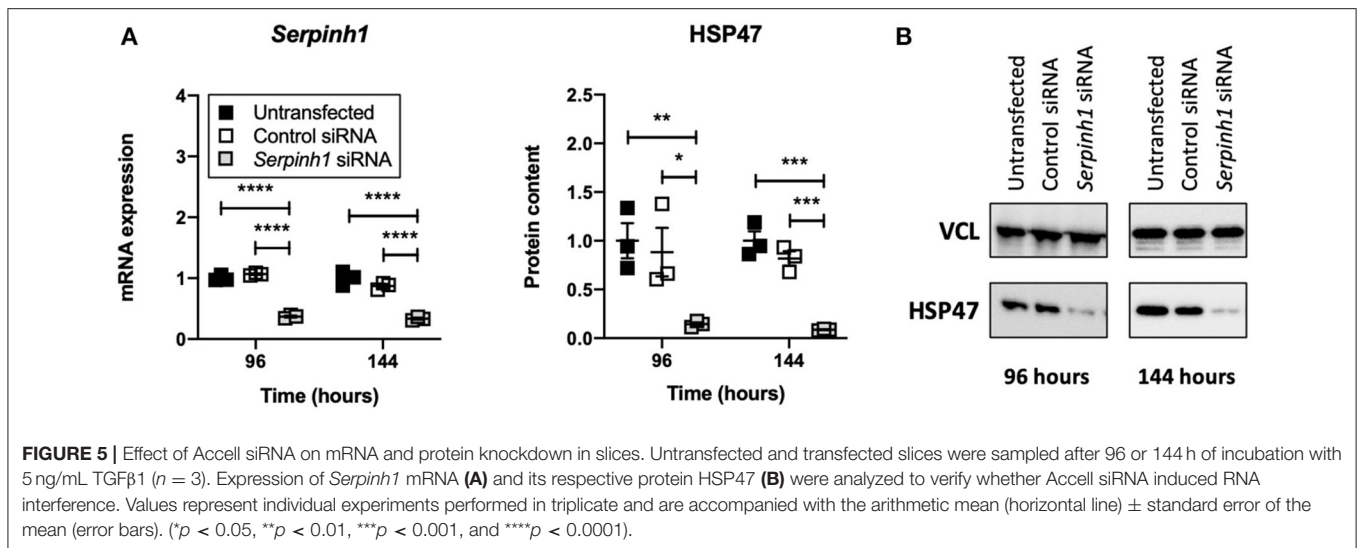 A
Serpinh1
4
3
2
1
0
mRNA expression
Untransfected
Control siRNA
Serpinh1 siRNA
****
****
****
****
96
144
Time (hours)
HSP47
2.5
2.0
1.5
1.0
0.5
0.0
Protein content
**
*
***
***
96
144
Time (hours)
B
Untransfected
Control siRNA
Serpinh1 siRNA
Untransfected
Control siRNA
Serpinh1 siRNA
VCL
HSP47
96 hours
144 hours
FIGURE 5 | Effect of Accell siRNA on mRNA and protein knockdown in slices. Untransfected and transfected slices were sampled after 96 or 144 h of incubation with
5 ng/mL TGFβ1 (n = 3). Expression of Serpinh1 mRNA (A) and its respective protein HSP47 (B) were analyzed to verify whether Accell siRNA induced RNA
interference. Values represent individual experiments performed in triplicate and are accompanied with the arithmetic mean (horizontal line) ± standard error of the
mean (error bars). (*p < 0.05, **p < 0.01, ***p < 0.001, and ****p < 0.0001).